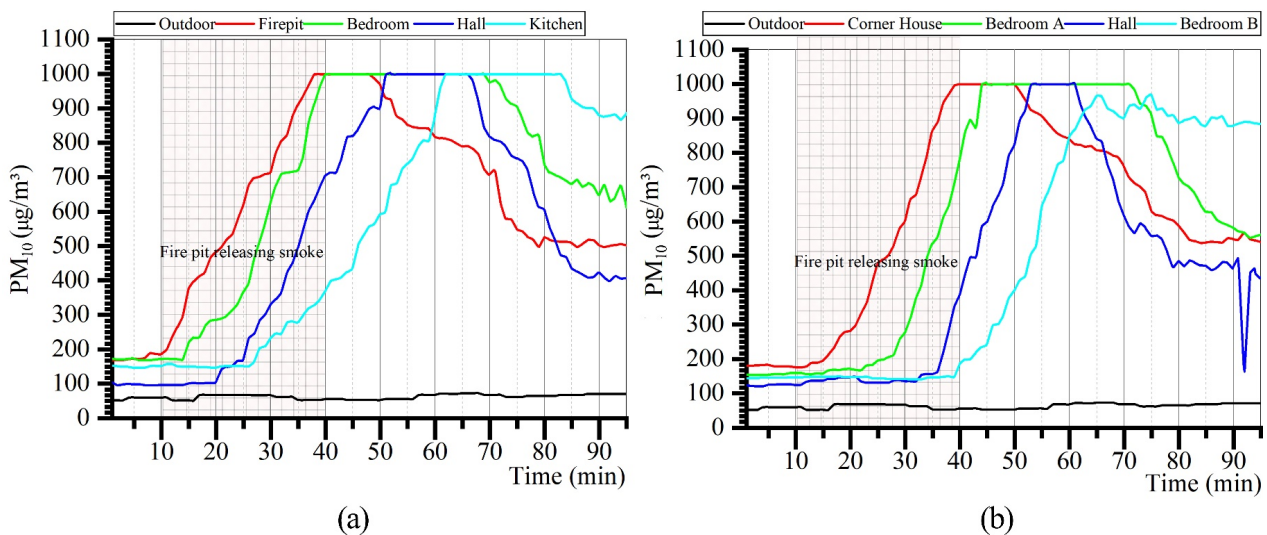 Outdoor Firepit Bedroom Hall Kitchen
1100
1000
900
800
700
600
500
400
300
200
100
0
PM₁₀ (µg/m³)
Fire pit releasing smoke
10 20 30 40 50 60 70 80 90
Time (min)
(a)
Outdoor Corner House Bedroom A Hall Bedroom B
1100
1000
900
800
700
600
500
400
300
200
100
0
PM₁₀ (µg/m³)
Fire pit releasing smoke
10 20 30 40 50 60 70 80 90
Time (min)
(b)